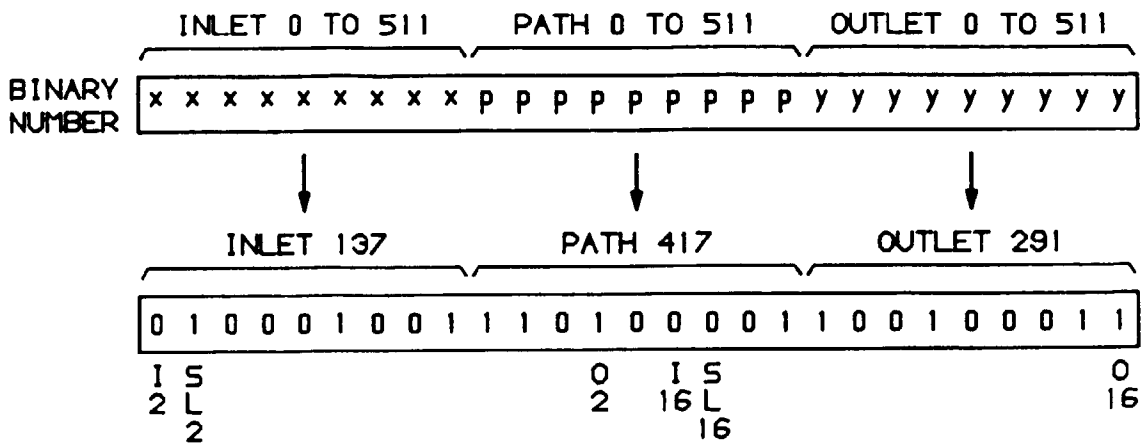 INLET 0 TO 511 PATH 0 TO 511 OUTLET 0 TO 511
BINARY NUMBER
x x x x x x x x x p p p p p p p p p y y y y y y y y y
INLET 137 PATH 417 OUTLET 291
0 1 0 0 0 1 0 0 1 1 1 0 1 0 0 0 0 1 1 0 0 1 0 0 0 1 1
I S O I S O
2 L 2 16 L 16
2 16